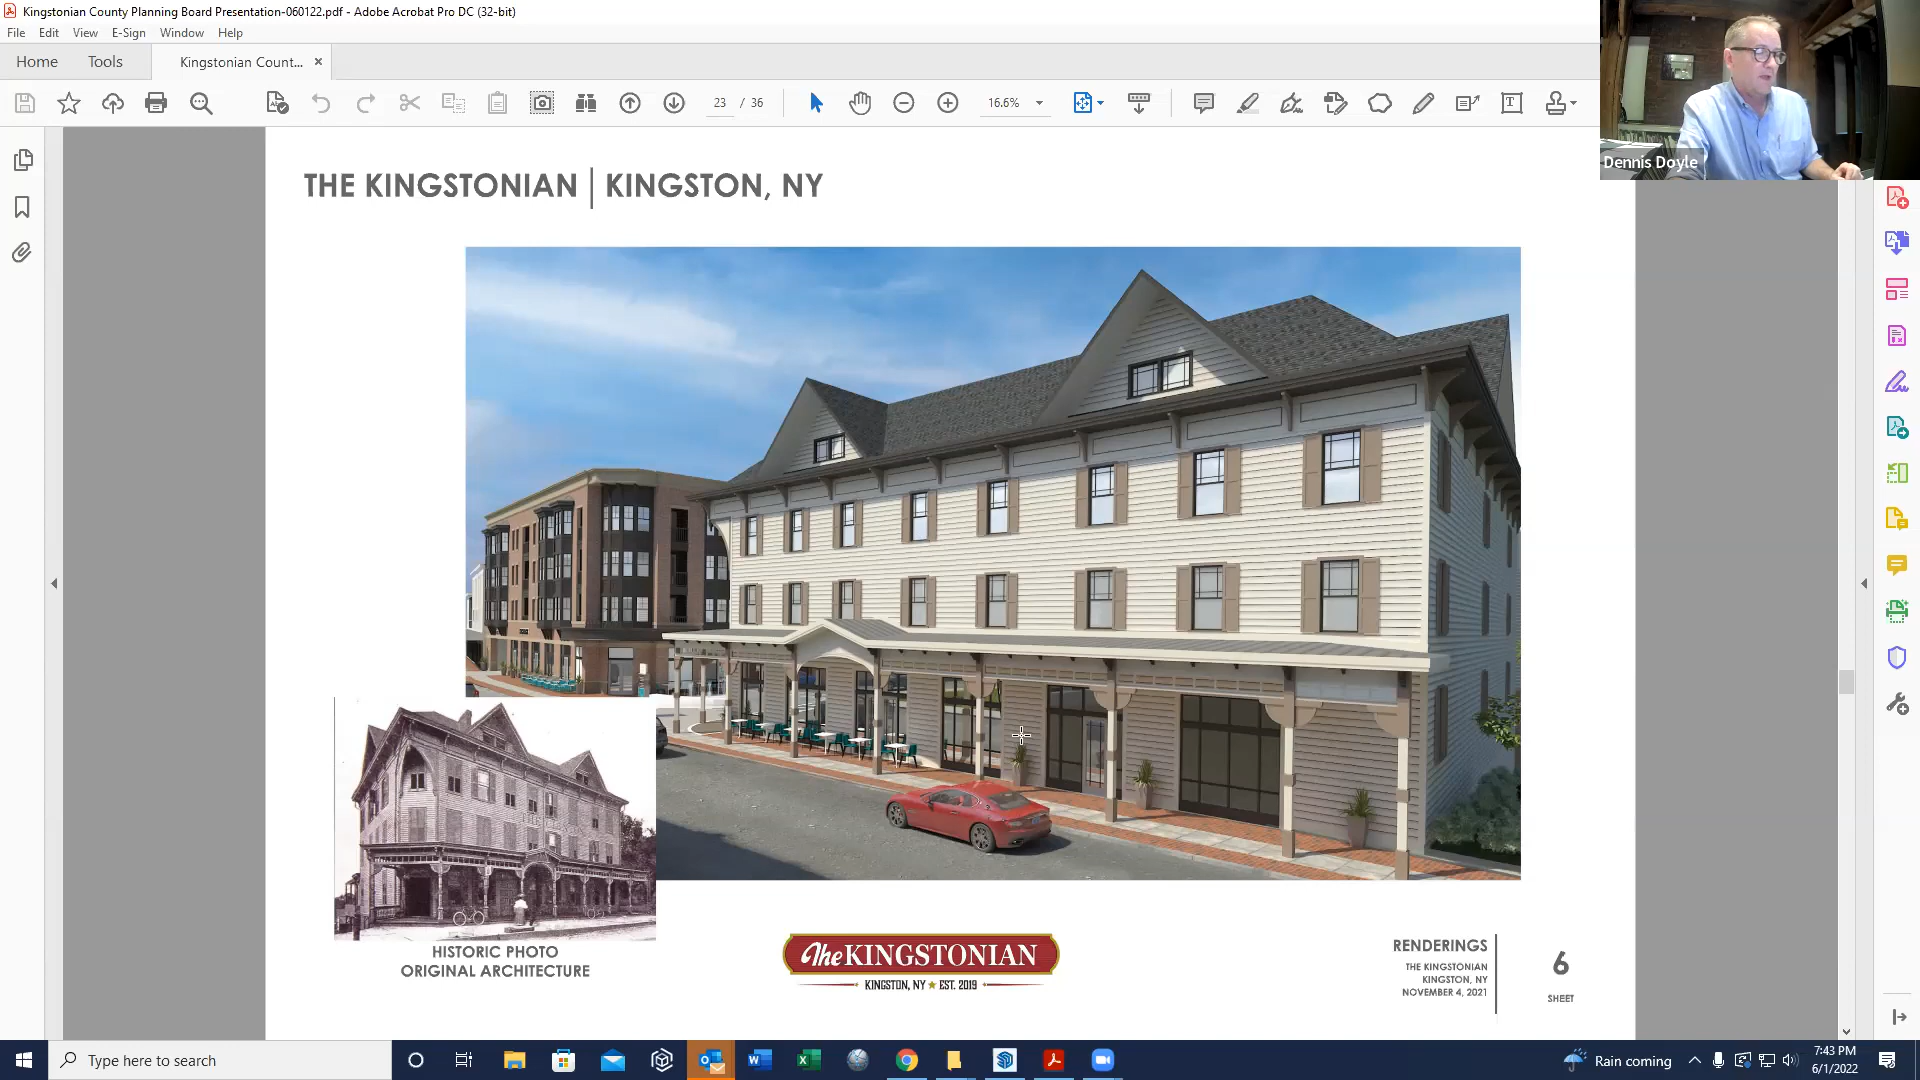 Kingstonian County Planning Board Presentation-060122.pdf - Adobe Acrobat Pro DC (32-bit)
File Edit View E-Sign Window Help
Home Tools Kingstonian Count... ×
23 / 36 16.6%
Dennis Doyle
THE KINGSTONIAN | KINGSTON, NY
HISTORIC PHOTO
ORIGINAL ARCHITECTURE
The KINGSTONIAN
KINGSTON, NY ★ EST. 2019
RENDERINGS
THE KINGSTONIAN
KINGSTON, NY
NOVEMBER 4, 2021
6
SHEET
Type here to search
Rain coming
7:43 PM
6/1/2022